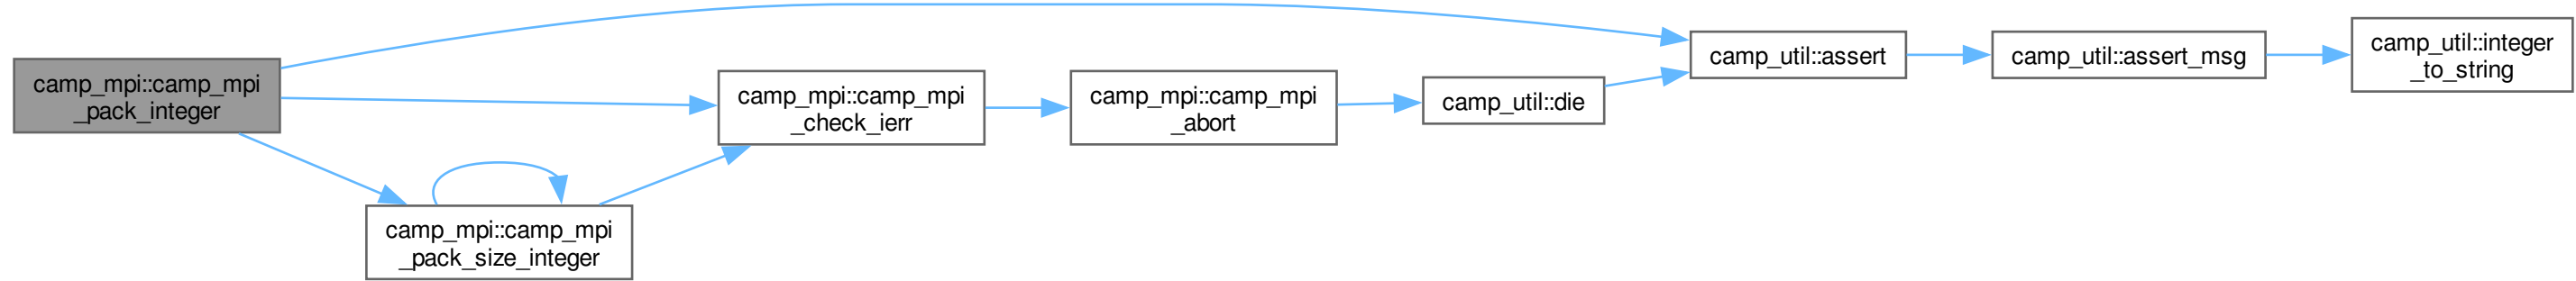 camp_mpi::camp_mpi
_pack_integer
camp_mpi::camp_mpi
_check_ierr
camp_mpi::camp_mpi
_pack_size_integer
camp_mpi::camp_mpi
_abort
camp_util::die
camp_util::assert
camp_util::assert_msg
camp_util::integer
_to_string